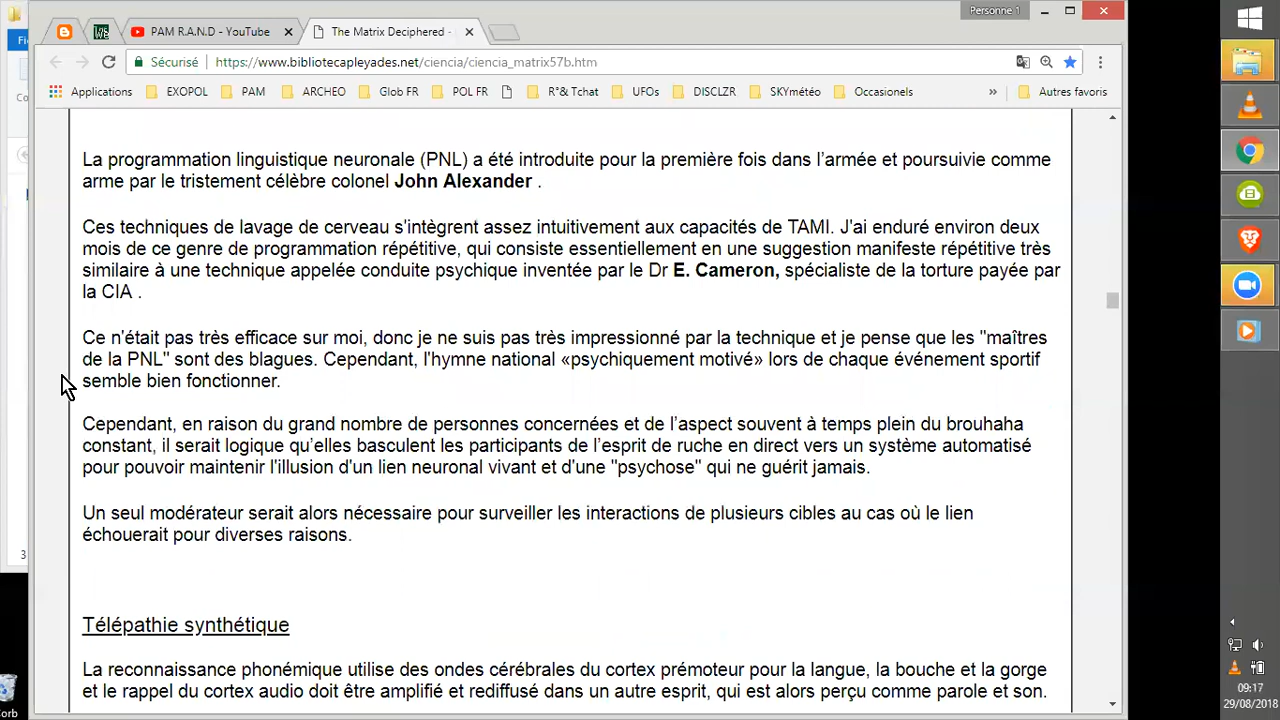 Personne 1
PAM R.A.N.D - YouTube
The Matrix Deciphered -
Sécurisé
https://www.bibliotecapleyades.net/ciencia/ciencia_matrix57b.htm
Applications EXOPOL PAM ARCHEO Glob FR POL FR R°& Tchat UFOs DISCLZR SKYmétéo Occasionels » Autres favoris
La programmation linguistique neuronale (PNL) a été introduite pour la première fois dans l’armée et poursuivie comme
arme par le tristement célèbre colonel John Alexander .
Ces techniques de lavage de cerveau s'intègrent assez intuitivement aux capacités de TAMI. J'ai enduré environ deux
mois de ce genre de programmation répétitive, qui consiste essentiellement en une suggestion manifeste répétitive très
similaire à une technique appelée conduite psychique inventée par le Dr E. Cameron, spécialiste de la torture payée par
la CIA .
Ce n'était pas très efficace sur moi, donc je ne suis pas très impressionné par la technique et je pense que les "maîtres
de la PNL" sont des blagues. Cependant, l'hymne national «psychiquement motivé» lors de chaque événement sportif
semble bien fonctionner.
Cependant, en raison du grand nombre de personnes concernées et de l’aspect souvent à temps plein du brouhaha
constant, il serait logique qu’elles basculent les participants de l’esprit de ruche en direct vers un système automatisé
pour pouvoir maintenir l'illusion d'un lien neuronal vivant et d'une "psychose" qui ne guérit jamais.
Un seul modérateur serait alors nécessaire pour surveiller les interactions de plusieurs cibles au cas où le lien
échouerait pour diverses raisons.
Télépathie synthétique
La reconnaissance phonémique utilise des ondes cérébrales du cortex prémoteur pour la langue, la bouche et la gorge
et le rappel du cortex audio doit être amplifié et rediffusé dans un autre esprit, qui est alors perçu comme parole et son.
09:17
29/08/2018